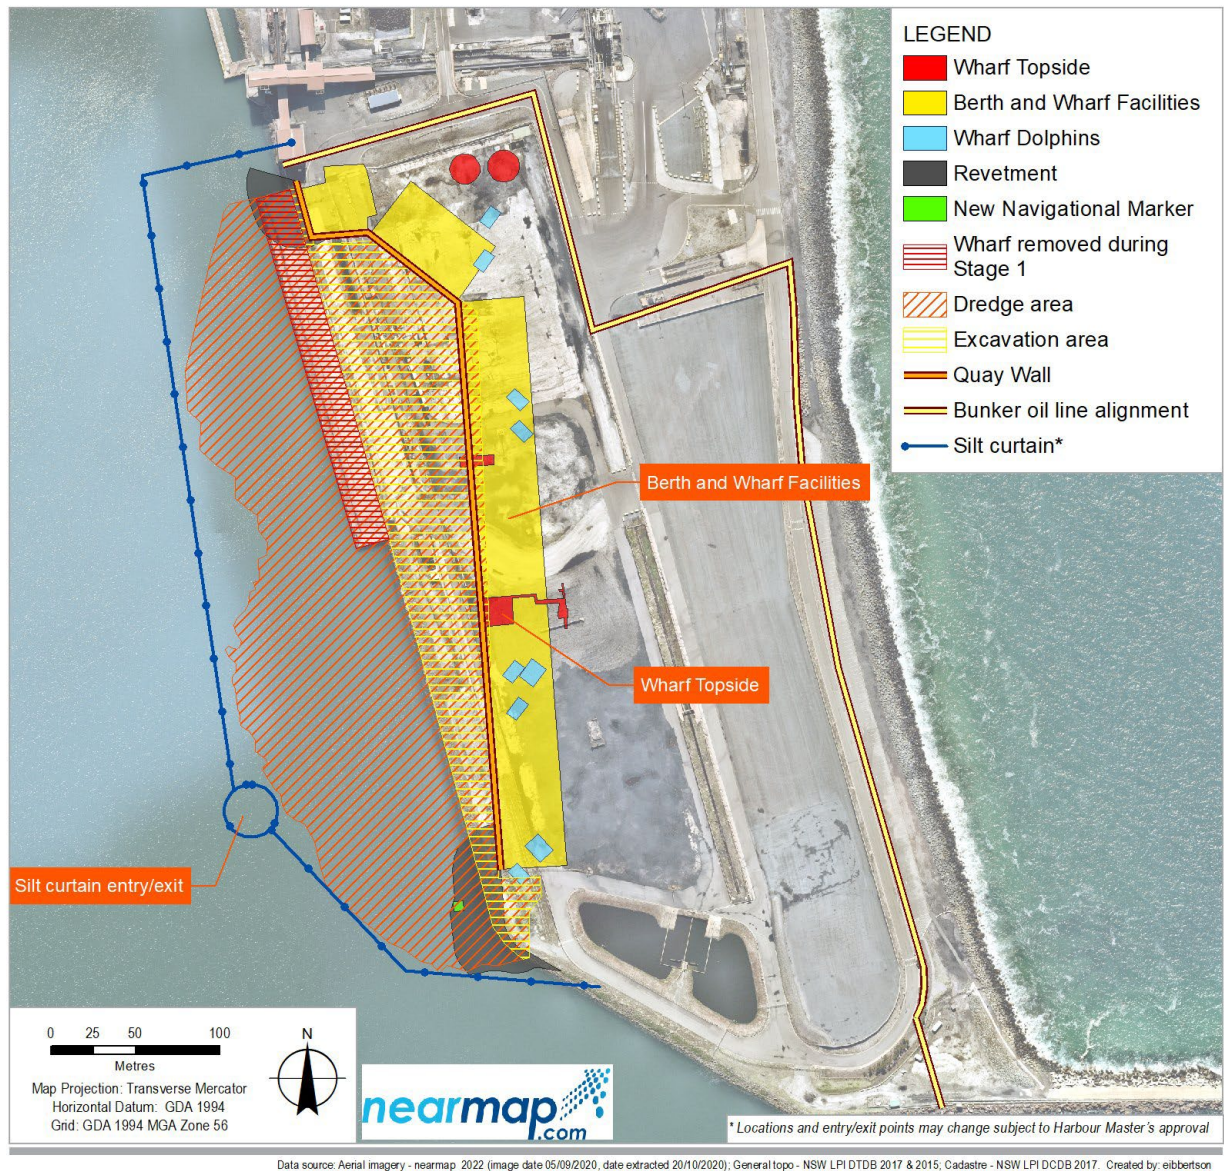 LEGEND
Wharf Topside
Berth and Wharf Facilities
Wharf Dolphins
Revetment
New Navigational Marker
Wharf removed during
Stage 1
Dredge area
Excavation area
Quay Wall
Bunker oil line alignment
Silt curtain*
Berth and Wharf Facilities
Wharf Topside
Silt curtain entry/exit
0 25 50 100
Metres
Map Projection: Transverse Mercator
Horizontal Datum: GDA 1994
Grid: GDA 1994 MGA Zone 56
N
nearmap
.com
* Locations and entry/exit points may change subject to Harbour Master's approval
Data source: Aerial imagery - nearmap 2022 (image date 05/09/2020, date extracted 20/10/2020); General topo - NSW LPI DTDB 2017 & 2015; Cadastre - NSW LPI DCDB 2017 Created by: eibbertson